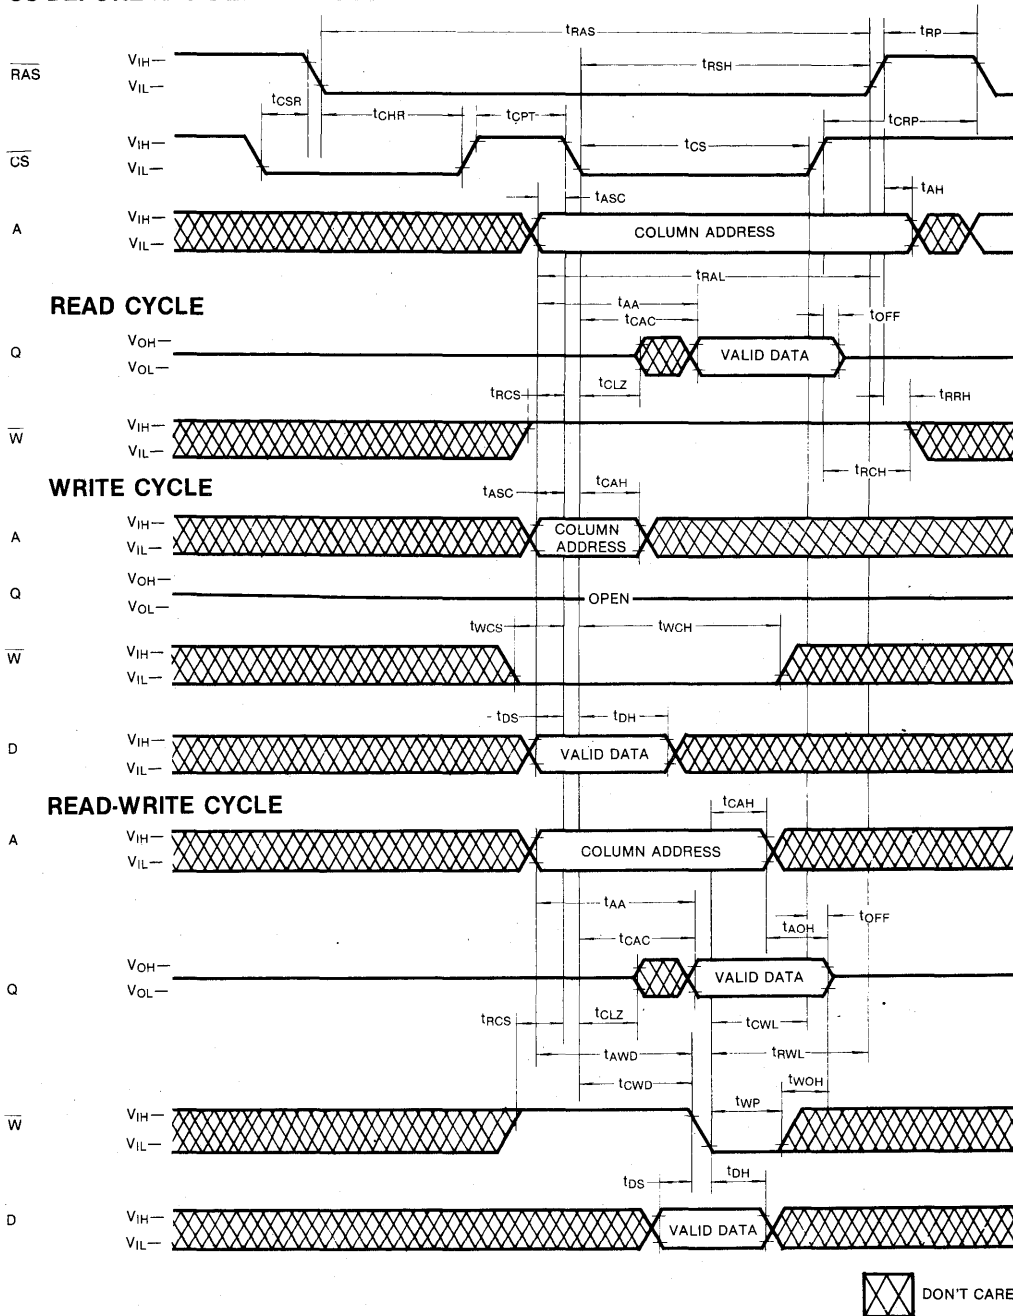 tRAS
tRP
RAS
VIH
VIL
tRSH
tCSR
tCHR
tCPT
tCRP
CS
VIH
VIL
tCS
tASC
tAH
A
VIH
VIL
COLUMN ADDRESS
tRAL
READ CYCLE
tAA
tCAC
tOFF
Q
VOH
VOL
VALID DATA
tRCS
tCLZ
tRRH
W
VIH
VIL
tRCH
WRITE CYCLE
tASC
tCAH
A
VIH
VIL
COLUMN
ADDRESS
Q
VOH
VOL
OPEN
tWCS
tWCH
W
VIH
VIL
tDS
tDH
D
VIH
VIL
VALID DATA
READ-WRITE CYCLE
tCAH
A
VIH
VIL
COLUMN ADDRESS
tAA
tOFF
tAOH
tCAC
Q
VOH
VOL
VALID DATA
tRCS
tCLZ
tCWL
tAWD
tRWL
tCWD
tWOH
tWP
W
VIH
VIL
tDS
tDH
D
VIH
VIL
VALID DATA
DON'T CARE